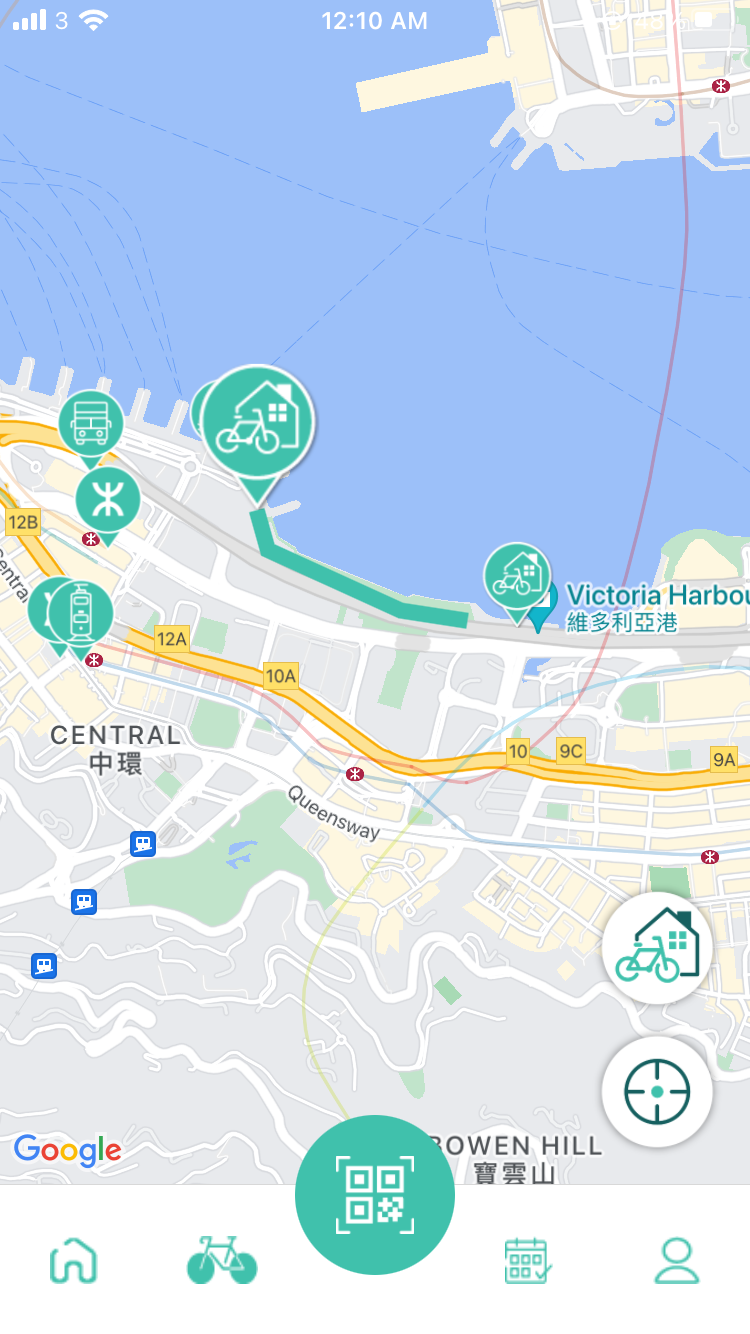 3
12:10 AM
12B
Central
Victoria Harbou
維多利亞港
12A
10A
CENTRAL
中環
10
9C
9A
Queensway
Google
BOWEN HILL
寶雲山